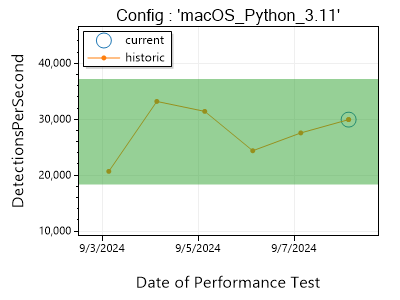 Config : 'macOS_Python_3.11'
current
historic
DetectionsPerSecond
40,000
30,000
20,000
10,000
9/3/2024
9/5/2024
9/7/2024
Date of Performance Test